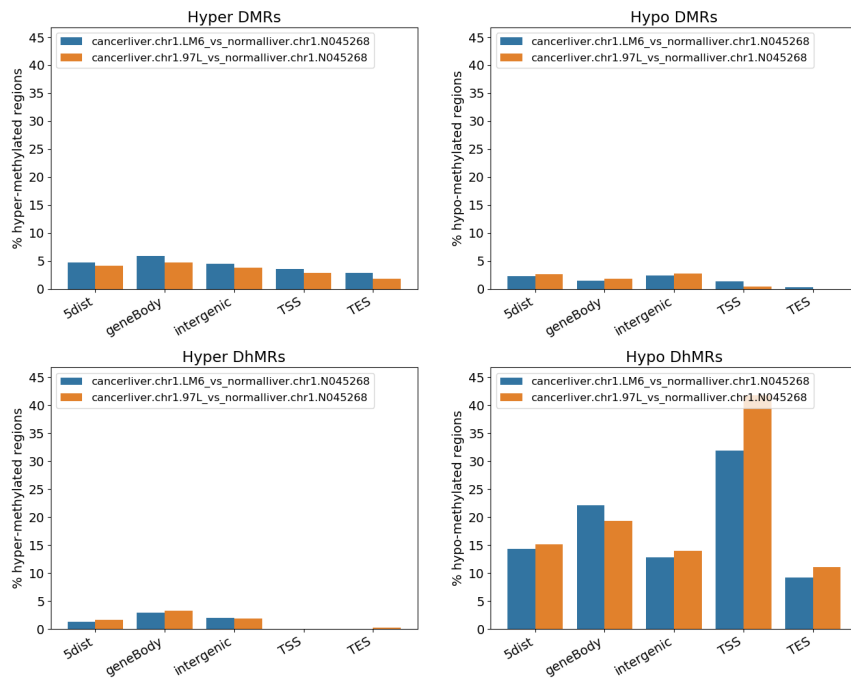 Hyper DMRs
% hyper-methylated regions
45
40
35
30
25
20
15
10
5
0
cancerliver.chr1.LM6_vs_normalliver.chr1.N045268
cancerliver.chr1.97L_vs_normalliver.chr1.N045268
5dist
geneBody
intergenic
TSS
TES
Hypo DMRs
% hypo-methylated regions
45
40
35
30
25
20
15
10
5
0
cancerliver.chr1.LM6_vs_normalliver.chr1.N045268
cancerliver.chr1.97L_vs_normalliver.chr1.N045268
5dist
geneBody
intergenic
TSS
TES
Hyper DhMRs
% hyper-methylated regions
45
40
35
30
25
20
15
10
5
0
cancerliver.chr1.LM6_vs_normalliver.chr1.N045268
cancerliver.chr1.97L_vs_normalliver.chr1.N045268
5dist
geneBody
intergenic
TSS
TES
Hypo DhMRs
% hypo-methylated regions
45
40
35
30
25
20
15
10
5
0
cancerliver.chr1.LM6_vs_normalliver.chr1.N045268
cancerliver.chr1.97L_vs_normalliver.chr1.N045268
5dist
geneBody
intergenic
TSS
TES